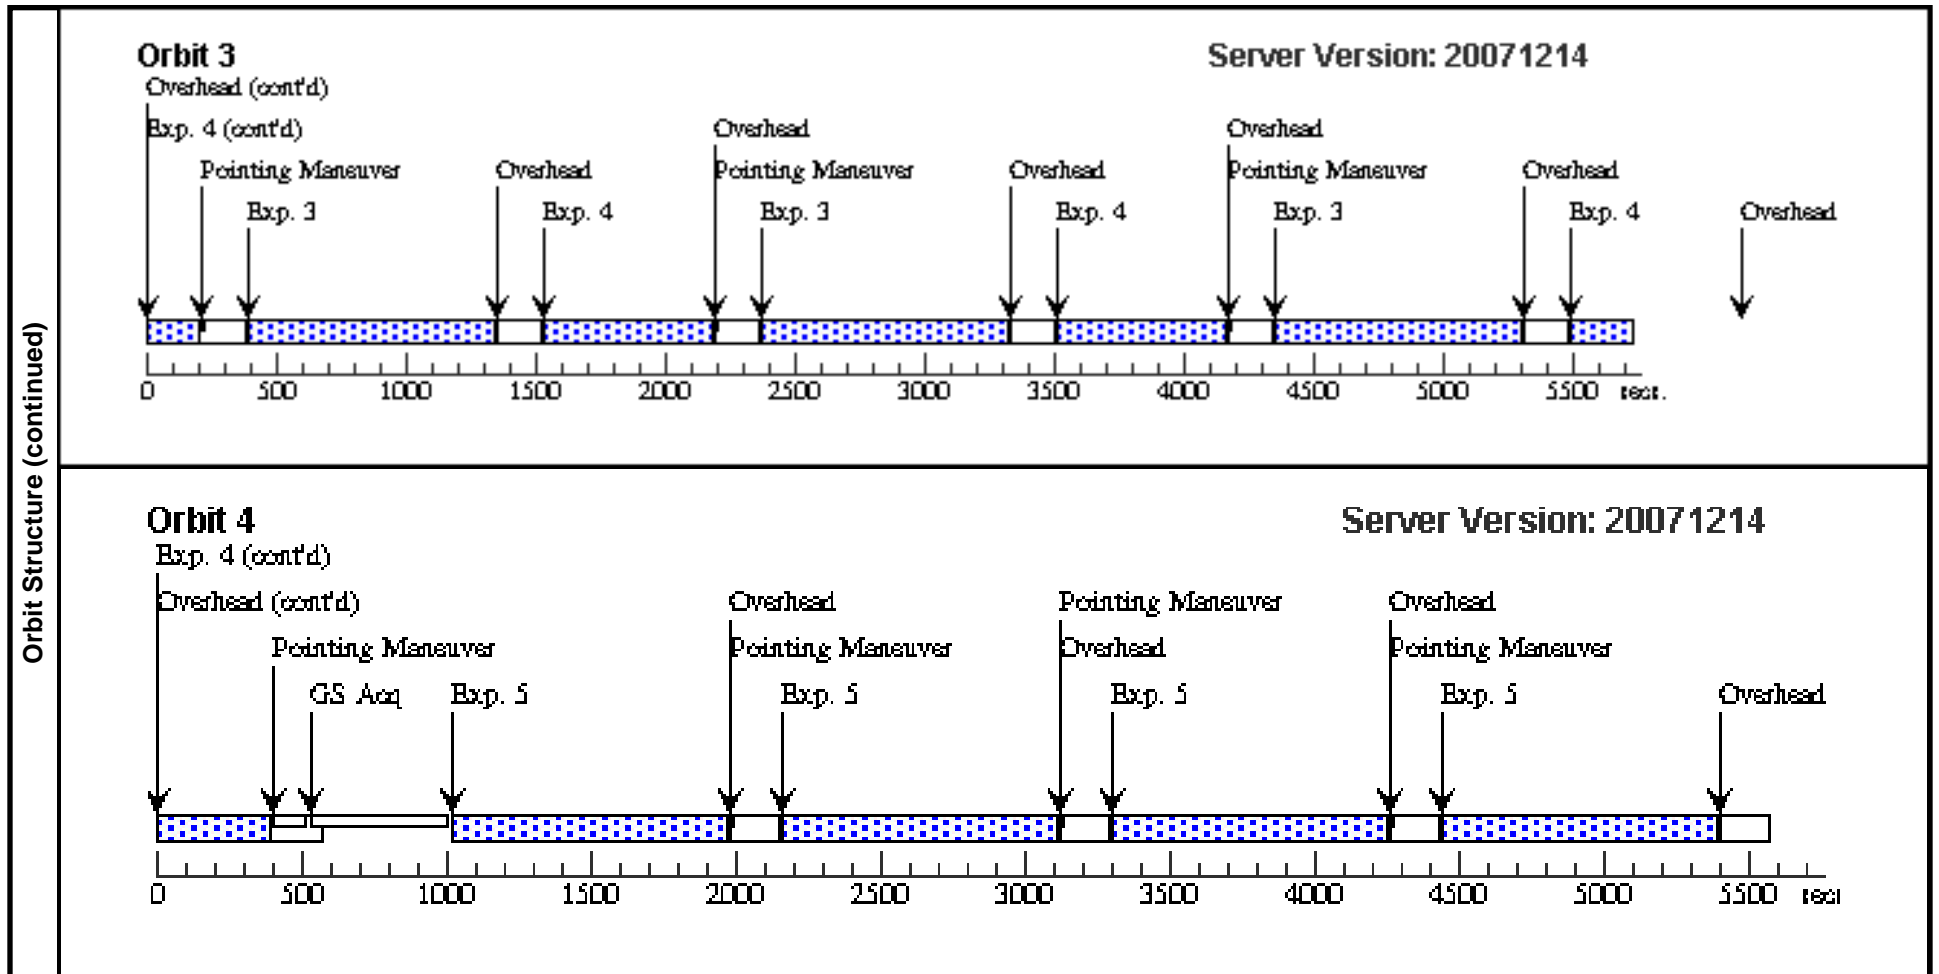 Orbit Structure (continued)
Orbit 3
Server Version: 20071214
Overhead (cont'd)
Exp. 4 (cont'd)
Overhead
Overhead
Pointing Maneuver
Overhead
Pointing Maneuver
Overhead
Pointing Maneuver
Overhead
Exp. 3
Exp. 4
Exp. 3
Exp. 4
Exp. 3
Exp. 4
Overhead
0 500 1000 1500 2000 2500 3000 3500 4000 4500 5000 5500 secs.
Orbit 4
Server Version: 20071214
Exp. 4 (cont'd)
Overhead (cont'd)
Overhead
Pointing Maneuver
Overhead
Pointing Maneuver
Pointing Maneuver
Overhead
Pointing Maneuver
GS Acq
Exp. 5
Exp. 5
Exp. 5
Exp. 5
Overhead
0 500 1000 1500 2000 2500 3000 3500 4000 4500 5000 5500